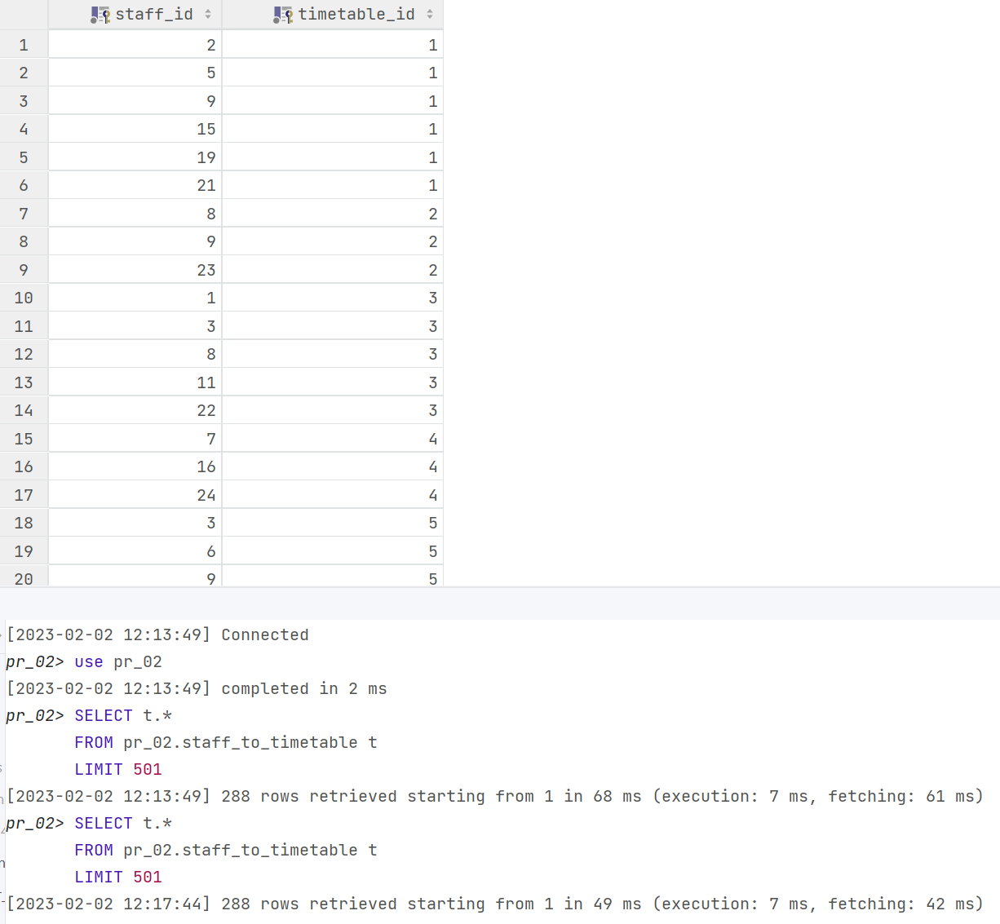 staff_id timetable_id
1 2 1
2 5 1
3 9 1
4 15 1
5 19 1
6 21 1
7 8 2
8 9 2
9 23 2
10 1 3
11 3 3
12 8 3
13 11 3
14 22 3
15 7 4
16 16 4
17 24 4
18 3 5
19 6 5
20 9 5
[2023-02-02 12:13:49] Connected
pr_02> use pr_02
[2023-02-02 12:13:49] completed in 2 ms
pr_02> SELECT t.*
FROM pr_02.staff_to_timetable t
LIMIT 501
[2023-02-02 12:13:49] 288 rows retrieved starting from 1 in 68 ms (execution: 7 ms, fetching: 61 ms)
pr_02> SELECT t.*
FROM pr_02.staff_to_timetable t
LIMIT 501
[2023-02-02 12:17:44] 288 rows retrieved starting from 1 in 49 ms (execution: 7 ms, fetching: 42 ms)